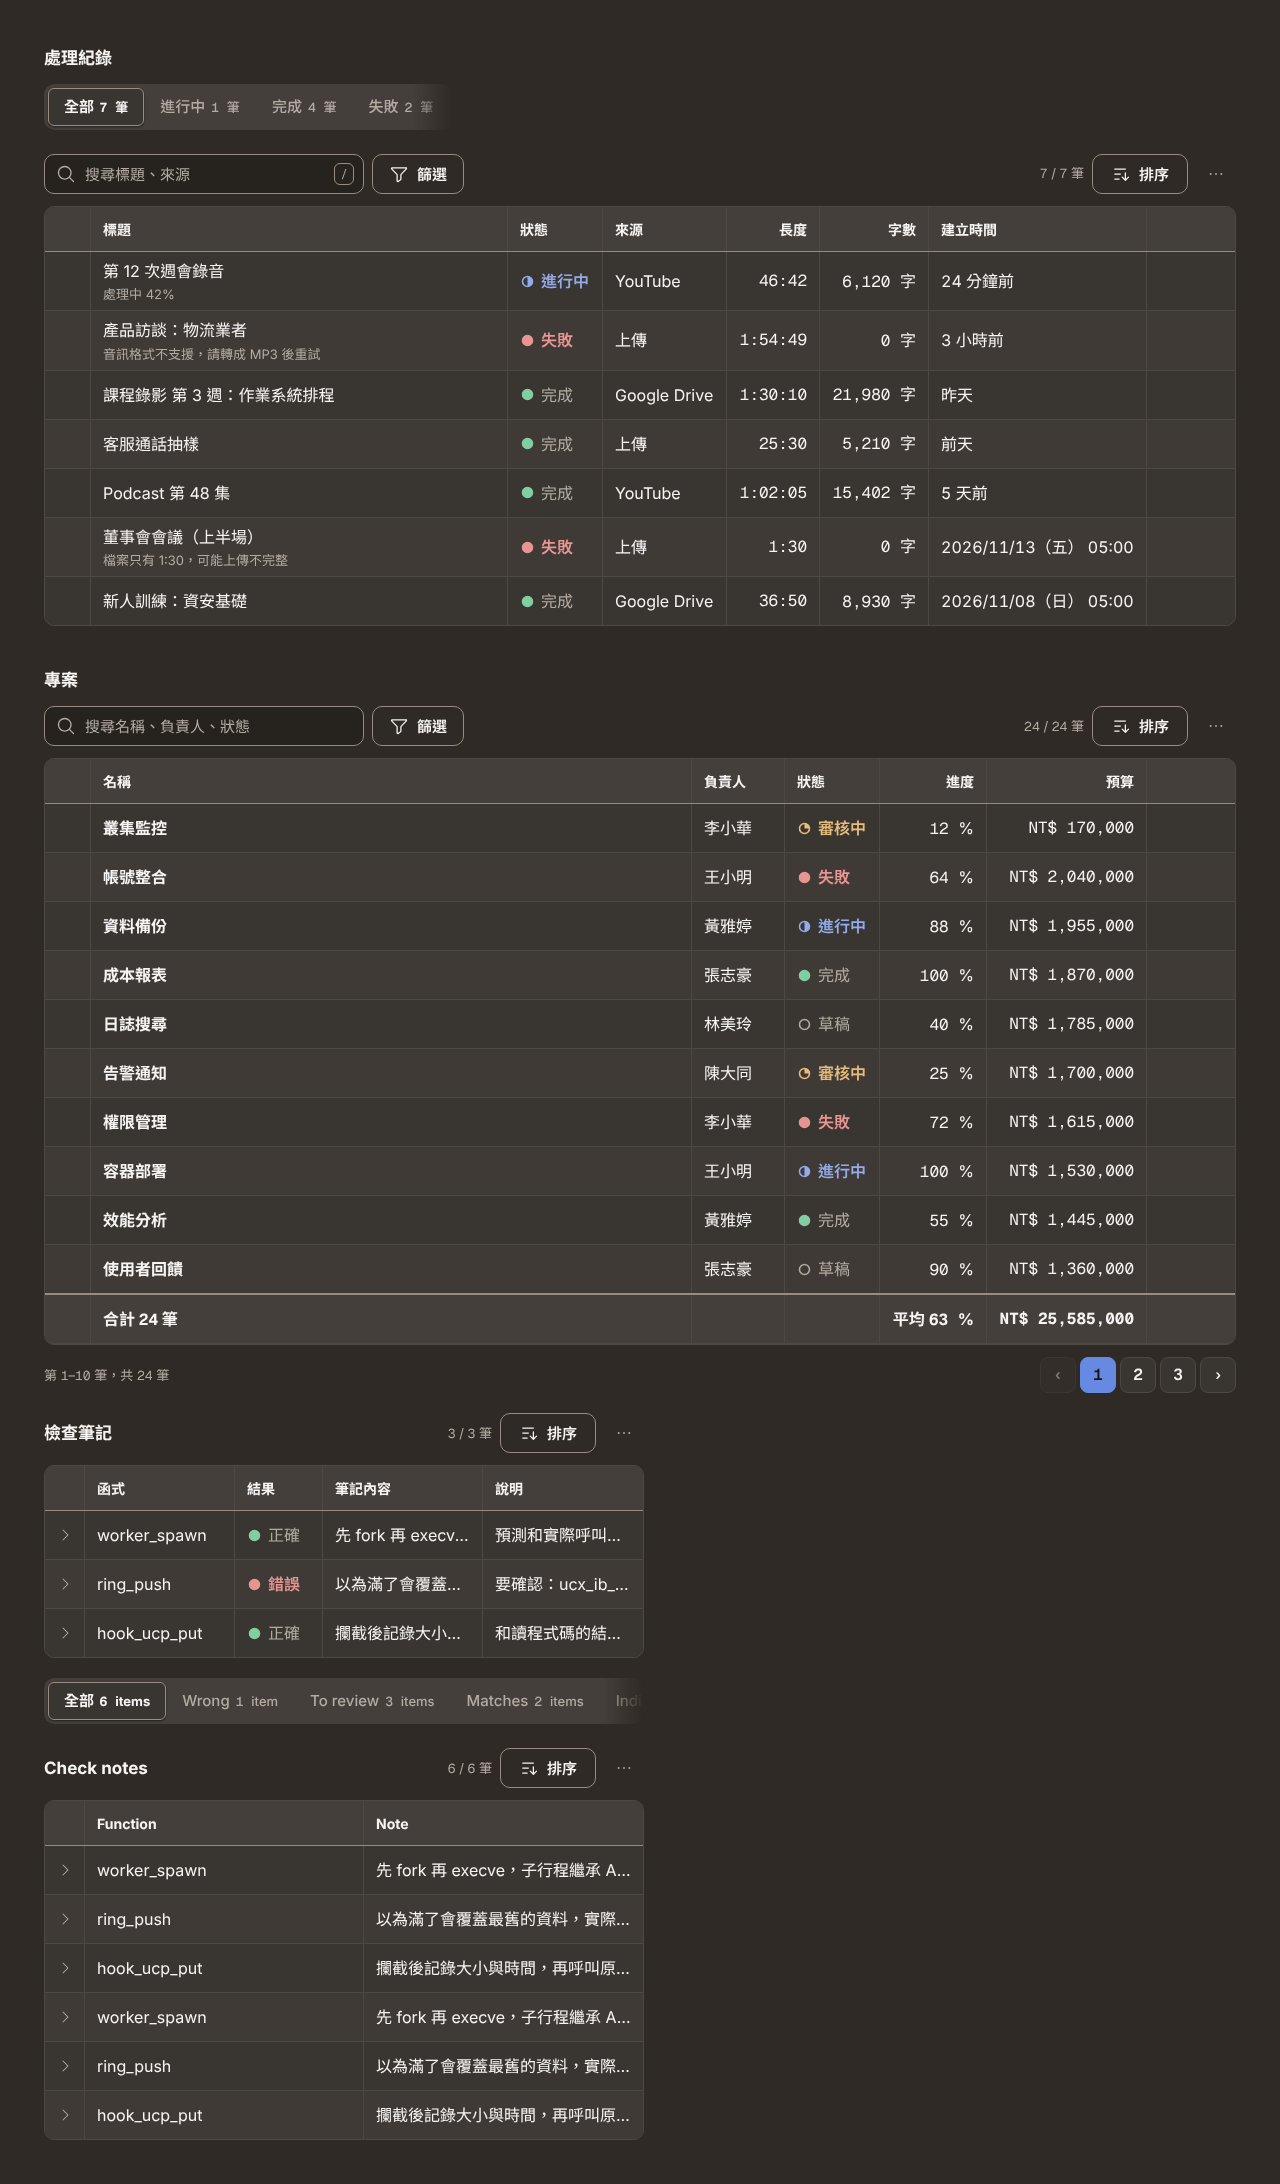 處理紀錄
全部 7 筆 進行中 1 筆 完成 4 筆 失敗 2 筆
搜尋標題、來源 / 篩選 7 / 7 筆 排序 ···
標題 狀態 來源 長度 字數 建立時間
第 12 次週會錄音 進行中 YouTube 46:42 6,120 字 24 分鐘前
處理中 42%
產品訪談：物流業者 失敗 上傳 1:54:49 0 字 3 小時前
音訊格式不支援，請轉成 MP3 後重試
課程錄影 第 3 週：作業系統排程 完成 Google Drive 1:30:10 21,980 字 昨天
客服通話抽樣 完成 上傳 25:30 5,210 字 前天
Podcast 第 48 集 完成 YouTube 1:02:05 15,402 字 5 天前
董事會會議（上半場） 失敗 上傳 1:30 0 字 2026/11/13（五） 05:00
檔案只有 1:30，可能上傳不完整
新人訓練：資安基礎 完成 Google Drive 36:50 8,930 字 2026/11/08（日） 05:00
專案
搜尋名稱、負責人、狀態 篩選 24 / 24 筆 排序 ···
名稱 負責人 狀態 進度 預算
叢集監控 李小華 審核中 12 % NT$ 170,000
帳號整合 王小明 失敗 64 % NT$ 2,040,000
資料備份 黃雅婷 進行中 88 % NT$ 1,955,000
成本報表 張志豪 完成 100 % NT$ 1,870,000
日誌搜尋 林美玲 草稿 40 % NT$ 1,785,000
告警通知 陳大同 審核中 25 % NT$ 1,700,000
權限管理 李小華 失敗 72 % NT$ 1,615,000
容器部署 王小明 進行中 100 % NT$ 1,530,000
效能分析 黃雅婷 完成 55 % NT$ 1,445,000
使用者回饋 張志豪 草稿 90 % NT$ 1,360,000
合計 24 筆 平均 63 % NT$ 25,585,000
第 1–10 筆，共 24 筆 ‹ 1 2 3 ›
檢查筆記 3 / 3 筆 排序 ···
函式 結果 筆記內容 說明
worker_spawn 正確 先 fork 再 execv… 預測和實際呼叫…
ring_push 錯誤 以為滿了會覆蓋… 要確認：ucx_ib_…
hook_ucp_put 正確 攔截後記錄大小… 和讀程式碼的結…
全部 6 items Wrong 1 item To review 3 items Matches 2 items Indi
Check notes 6 / 6 筆 排序 ···
Function Note
worker_spawn 先 fork 再 execve，子行程繼承 A…
ring_push 以為滿了會覆蓋最舊的資料，實際…
hook_ucp_put 攔截後記錄大小與時間，再呼叫原…
worker_spawn 先 fork 再 execve，子行程繼承 A…
ring_push 以為滿了會覆蓋最舊的資料，實際…
hook_ucp_put 攔截後記錄大小與時間，再呼叫原…